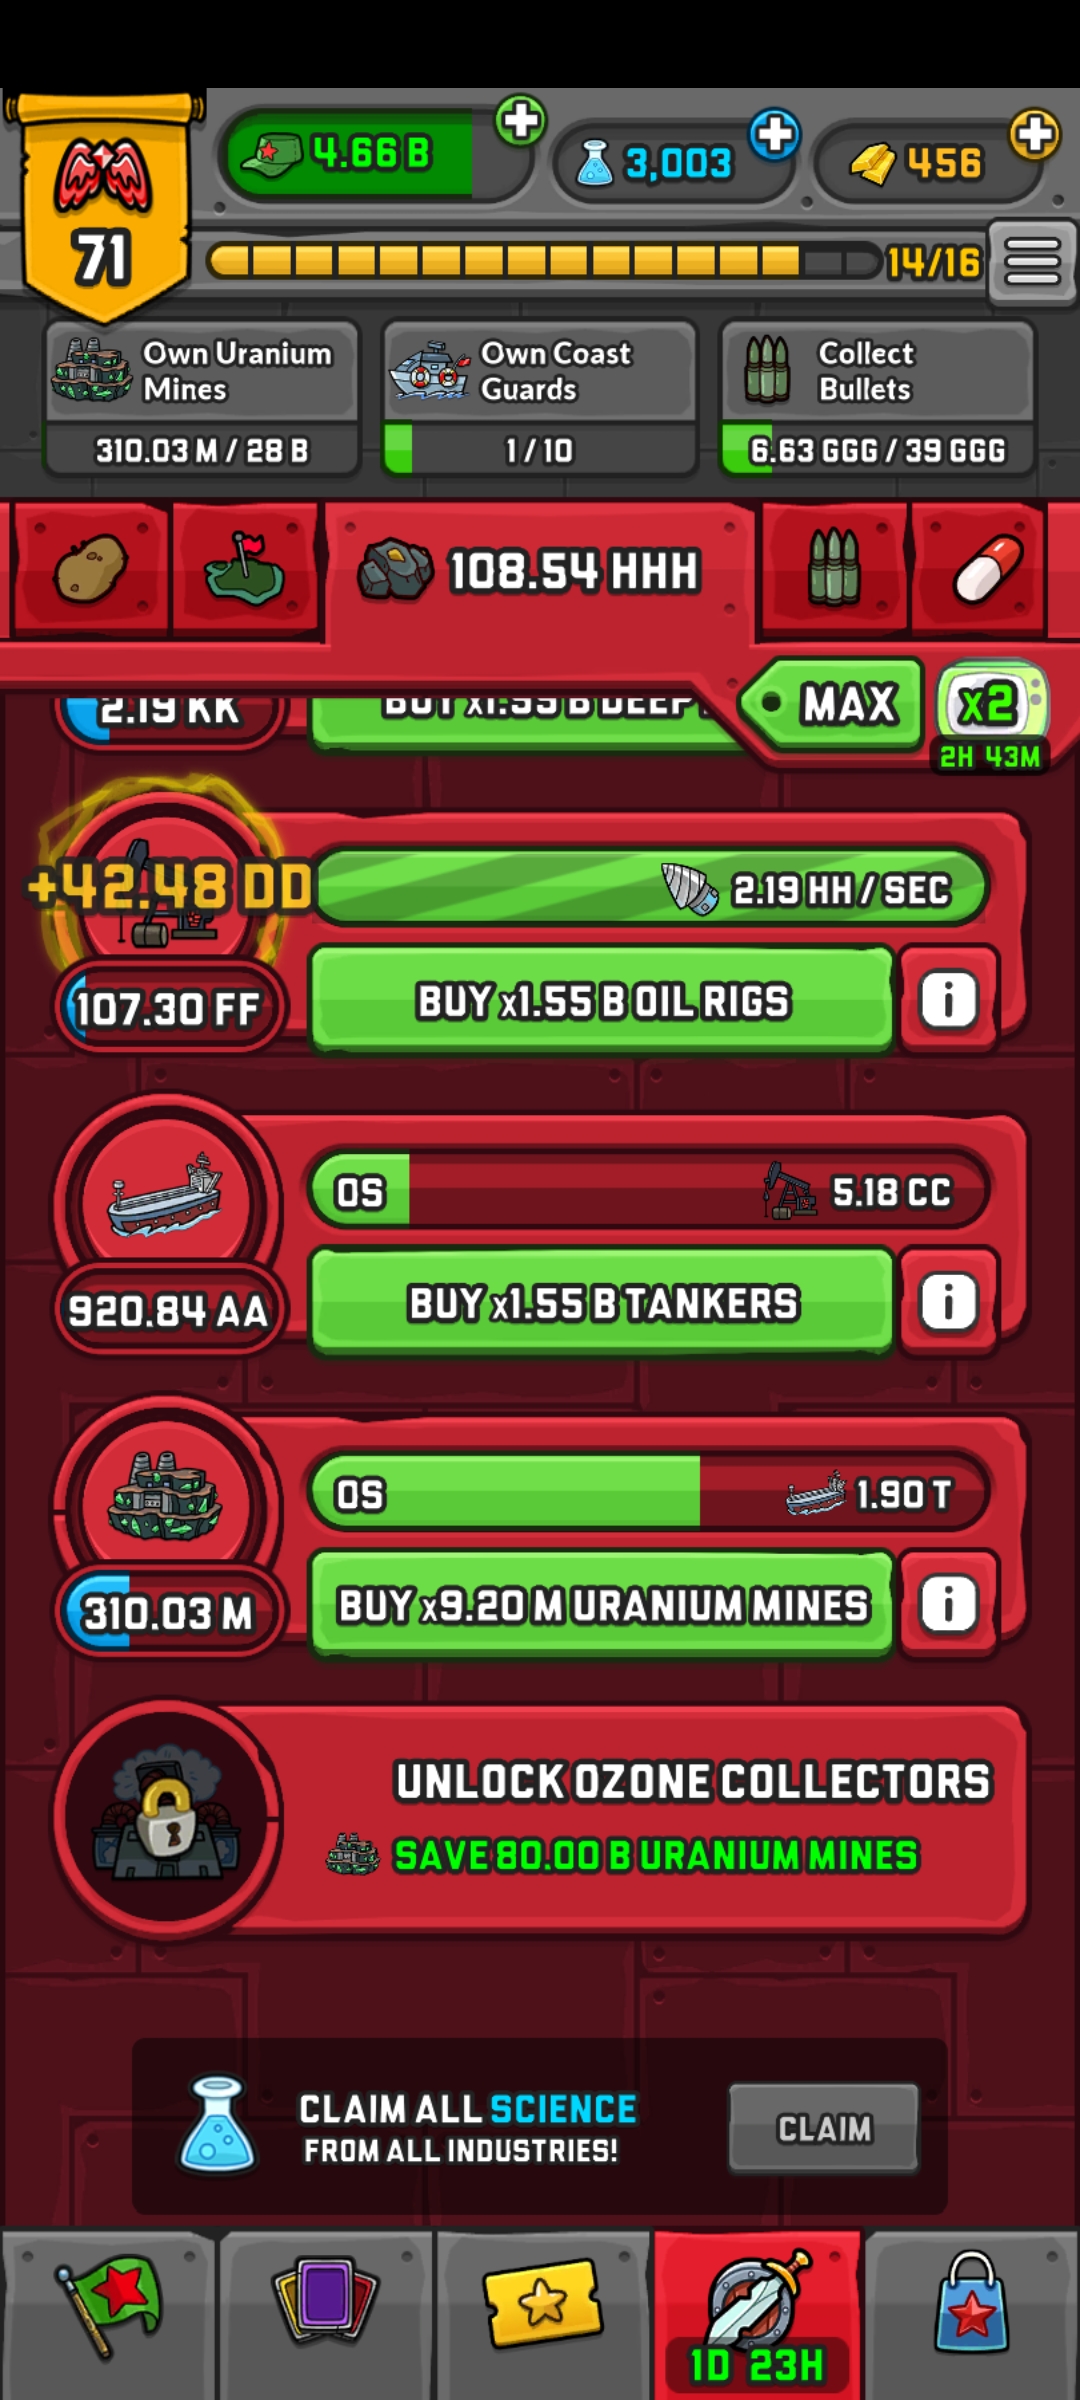 4.66 B
3,003
456
71
14/16
Own Uranium
Mines
310.03 M / 28 B
Own Coast
Guards
1 / 10
Collect
Bullets
6.63 GGG / 39 GGG
108.54 HHH
MAX
x2
2H 43M
2.19 KK
BUY x1.55 B DEEP
+42.48 DD
2.19 HH / SEC
107.30 FF
BUY x1.55 B OIL RIGS
i
0S
5.18 CC
920.84 AA
BUY x1.55 B TANKERS
i
0S
1.90 T
310.03 M
BUY x9.20 M URANIUM MINES
i
UNLOCK OZONE COLLECTORS
SAVE 80.00 B URANIUM MINES
CLAIM ALL SCIENCE
FROM ALL INDUSTRIES!
CLAIM
1D 23H